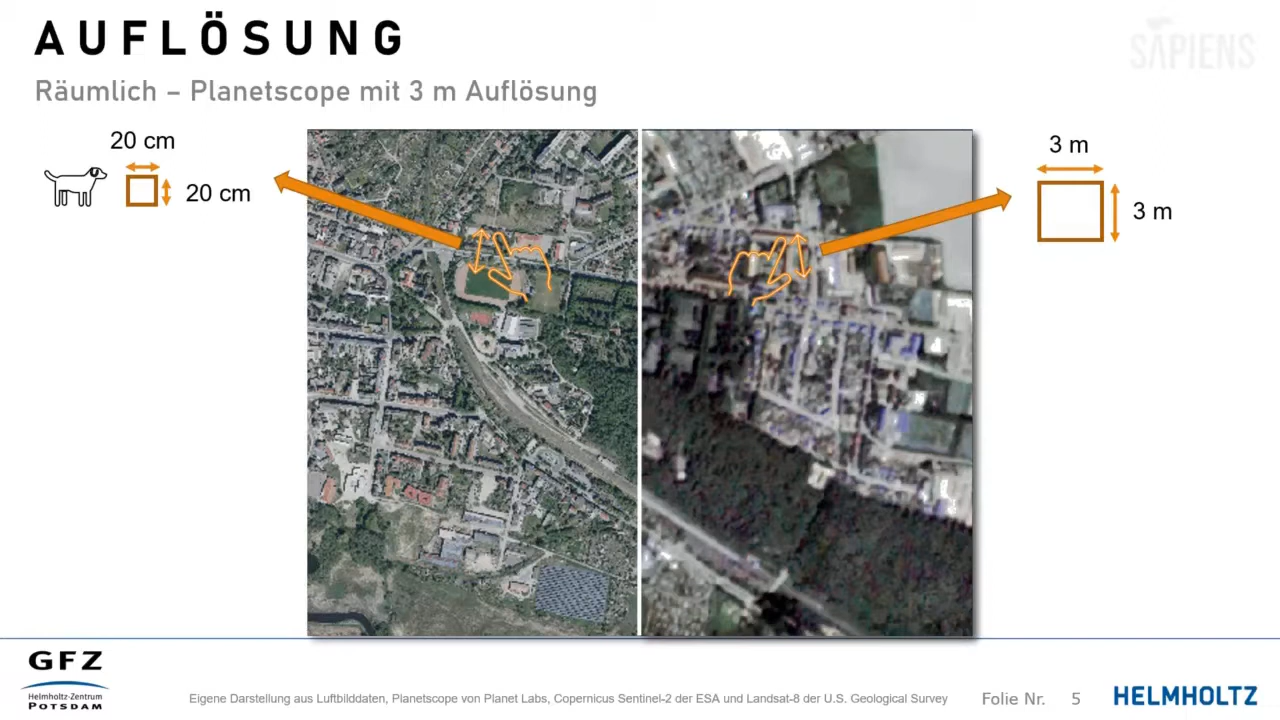 AUFLÖSUNG
SAPIENS
Räumlich – Planetscope mit 3 m Auflösung
20 cm
20 cm
3 m
3 m
GFZ
Helmholtz-Zentrum
POTSDAM
Eigene Darstellung aus Luftbilddaten, Planetscope von Planet Labs, Copernicus Sentinel-2 der ESA und Landsat-8 der U.S. Geological Survey
Folie Nr. 5
HELMHOLTZ